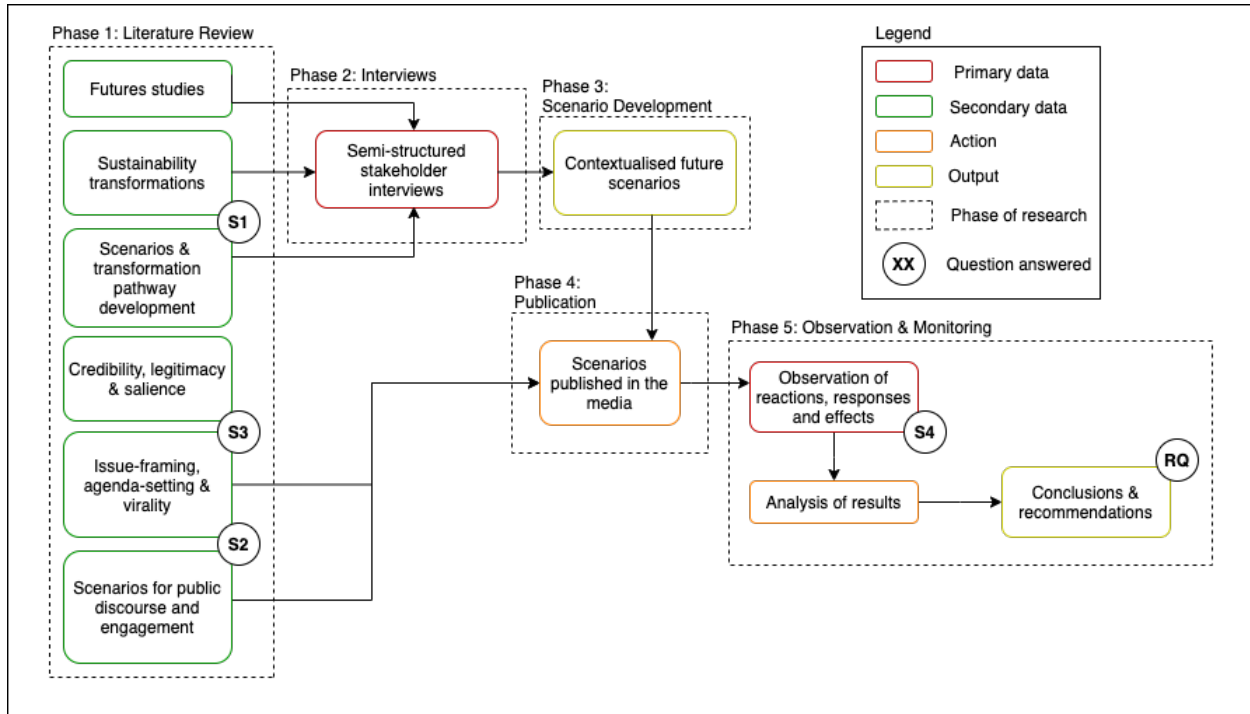 Phase 1: Literature Review
Futures studies
Sustainability
transformations
S1
Scenarios &
transformation
pathway
development
Credibility, legitimacy
& salience
S3
Issue-framing,
agenda-setting &
virality
S2
Scenarios for public
discourse and
engagement
Phase 2: Interviews
Semi-structured
stakeholder
interviews
Phase 3:
Scenario Development
Contextualised future
scenarios
Phase 4:
Publication
Scenarios
published in the
media
Phase 5: Observation & Monitoring
Observation of
reactions, responses
and effects
S4
Analysis of results
RQ
Conclusions &
recommendations
Legend
Primary data
Secondary data
Action
Output
Phase of research
XX
Question answered